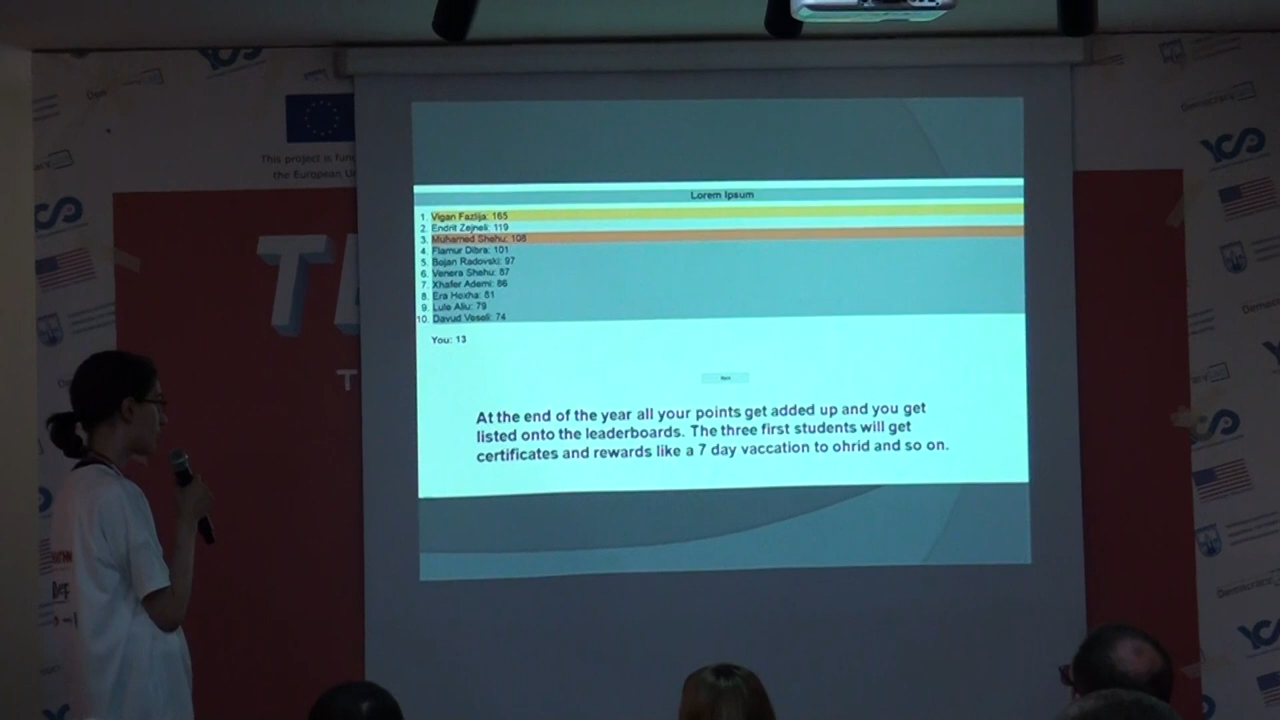 This project is fun
the European U
Lorem Ipsum
1. Vigan Fazlija: 165
2. Endrit Zejneli: 119
3. Muhamed Shehu: 108
4. Flamur Dibra: 101
5. Bojan Radovski: 97
6. Venera Shehu: 87
7. Xhafer Ademi: 86
8. Era Hoxha: 81
9. Lule Aliu: 79
10. Davud Veseli: 74
You: 13
At the end of the year all your points get added up and you get
listed onto the leaderboards. The three first students will get
certificates and rewards like a 7 day vaccation to ohrid and so on.
T
T
YCS
Democracy
YCS